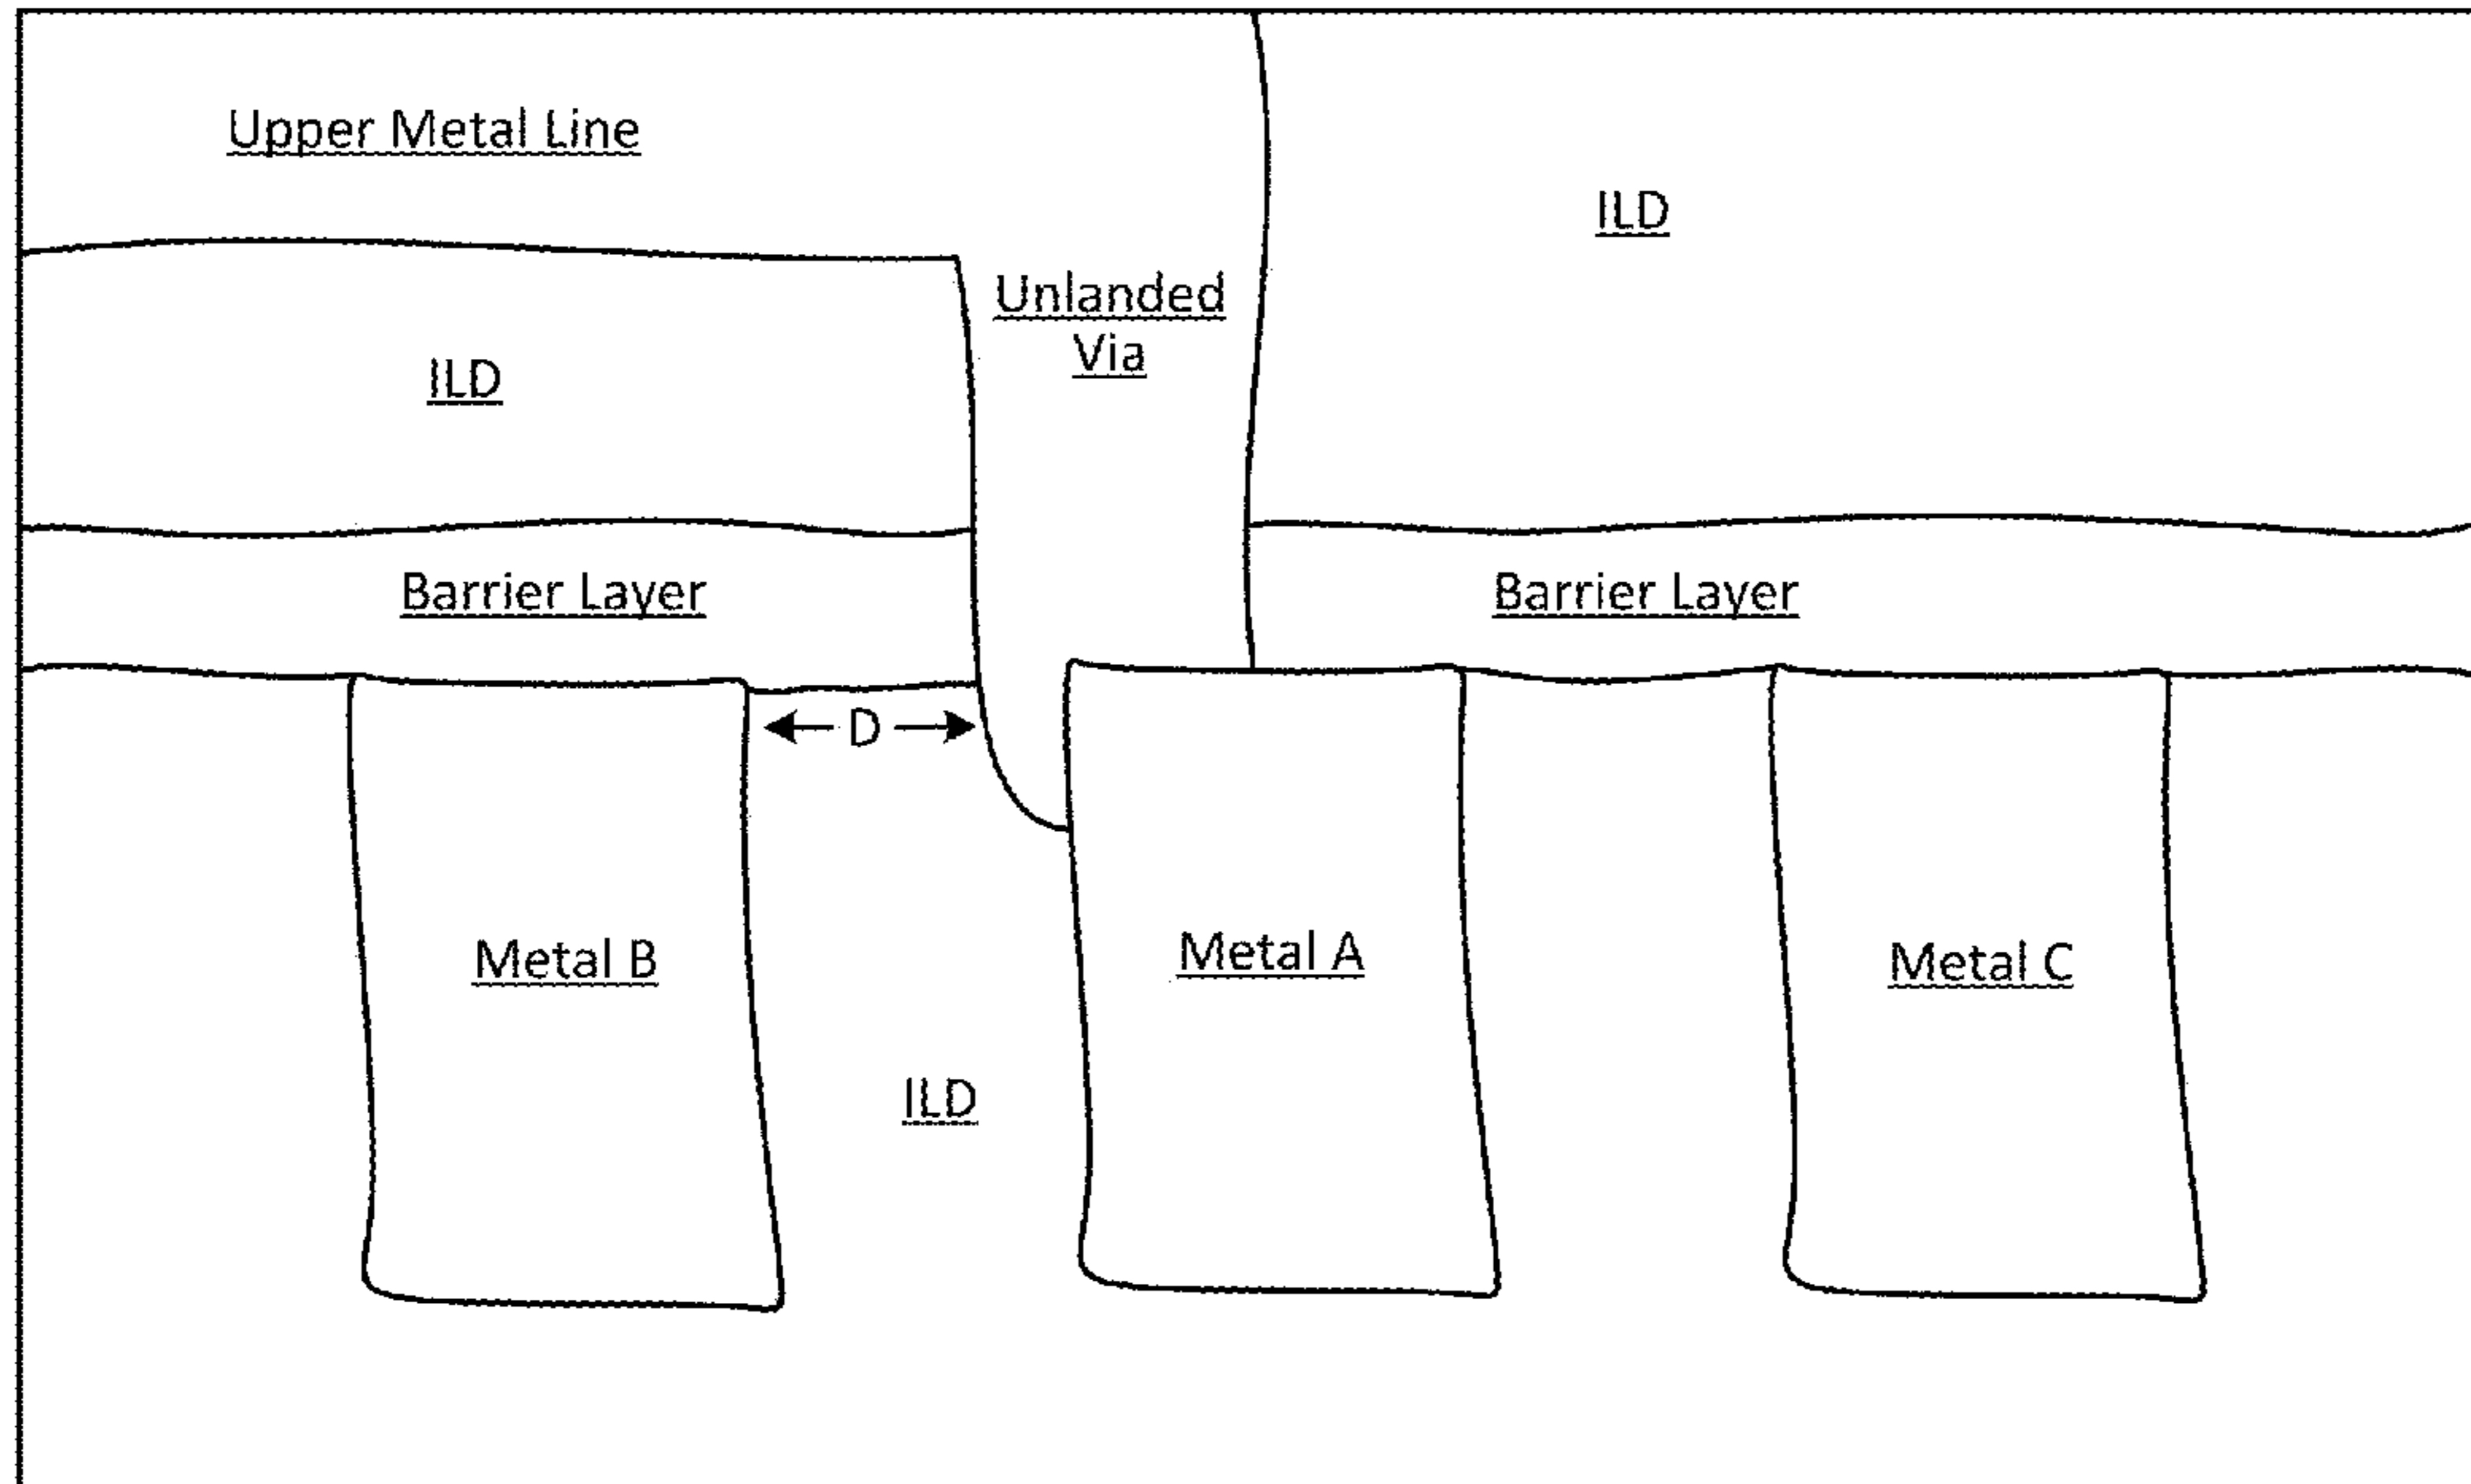 Upper Metal Line
ILD
Unlanded
Via
ILD
Barrier Layer
Barrier Layer
D
Metal B
Metal A
Metal C
ILD